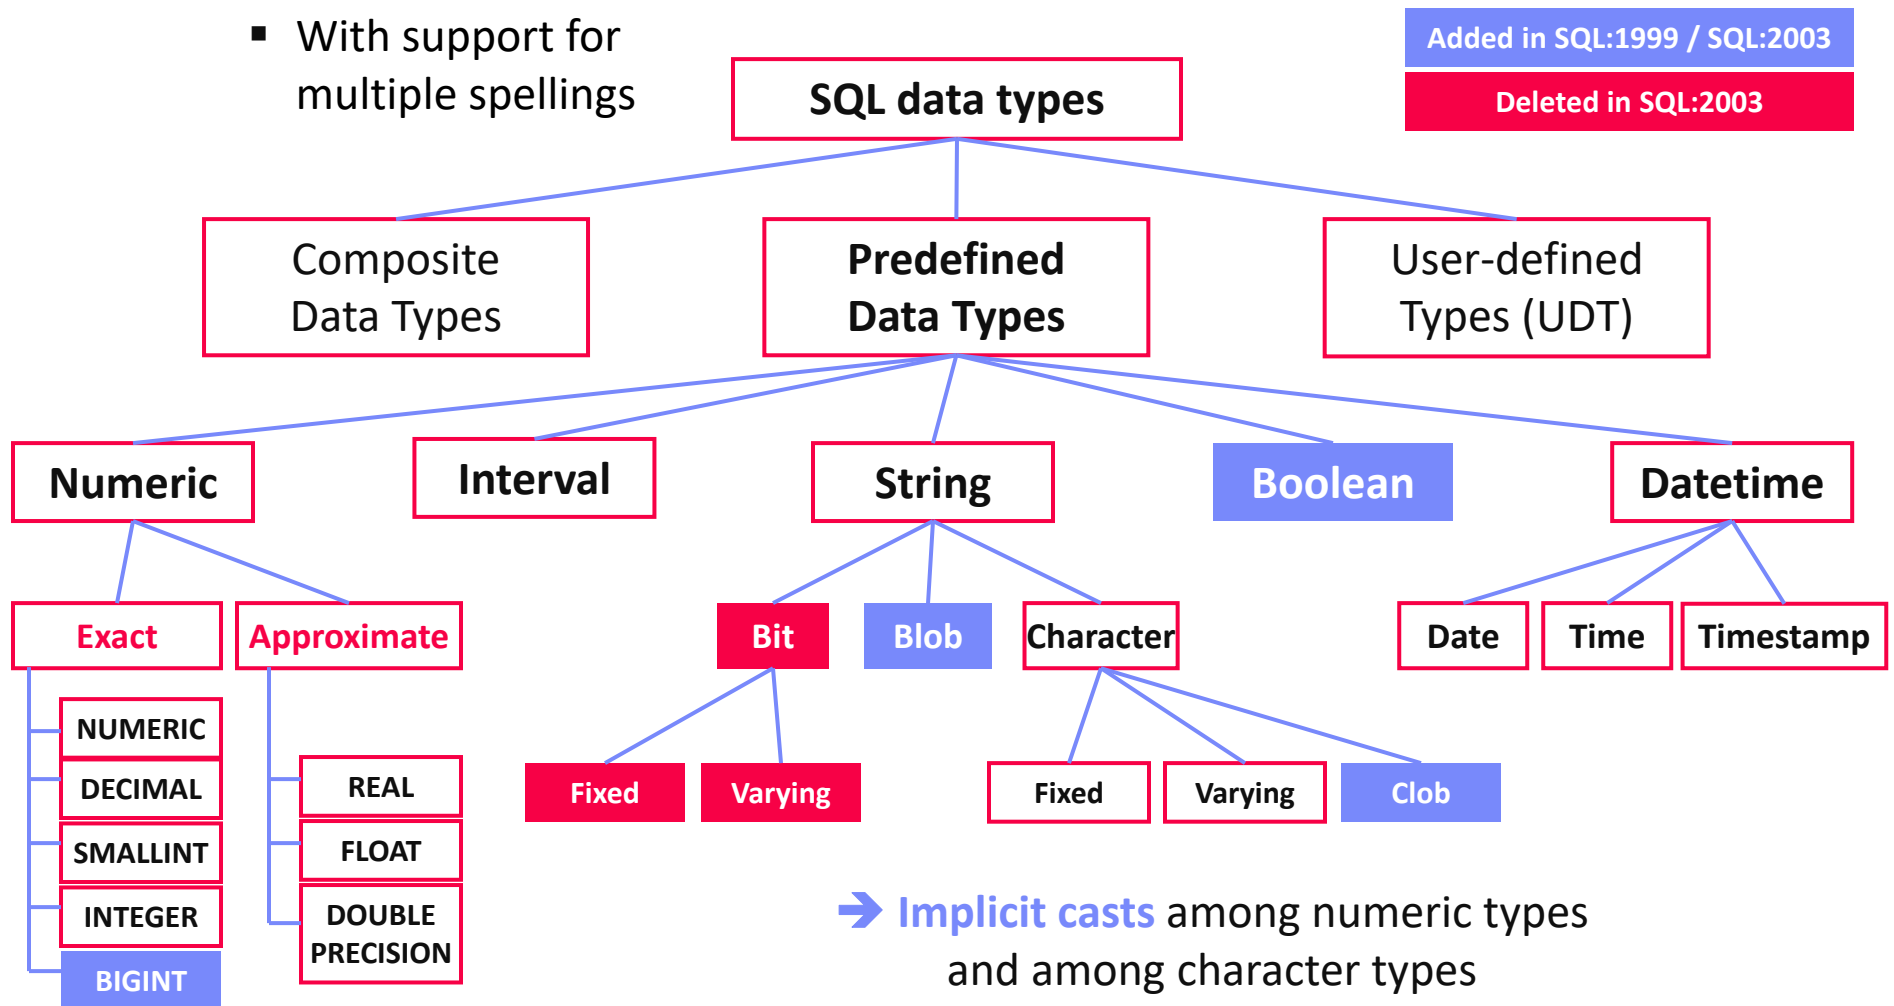 ▪ With support for
multiple spellings
Added in SQL:1999 / SQL:2003
Deleted in SQL:2003
SQL data types
Composite
Data Types
Predefined
Data Types
User-defined
Types (UDT)
Numeric
Interval
String
Boolean
Datetime
Exact
Approximate
Bit
Blob
Character
Date
Time
Timestamp
NUMERIC
DECIMAL
SMALLINT
INTEGER
BIGINT
REAL
FLOAT
DOUBLE
PRECISION
Fixed
Varying
Fixed
Varying
Clob
➔ Implicit casts among numeric types
and among character types